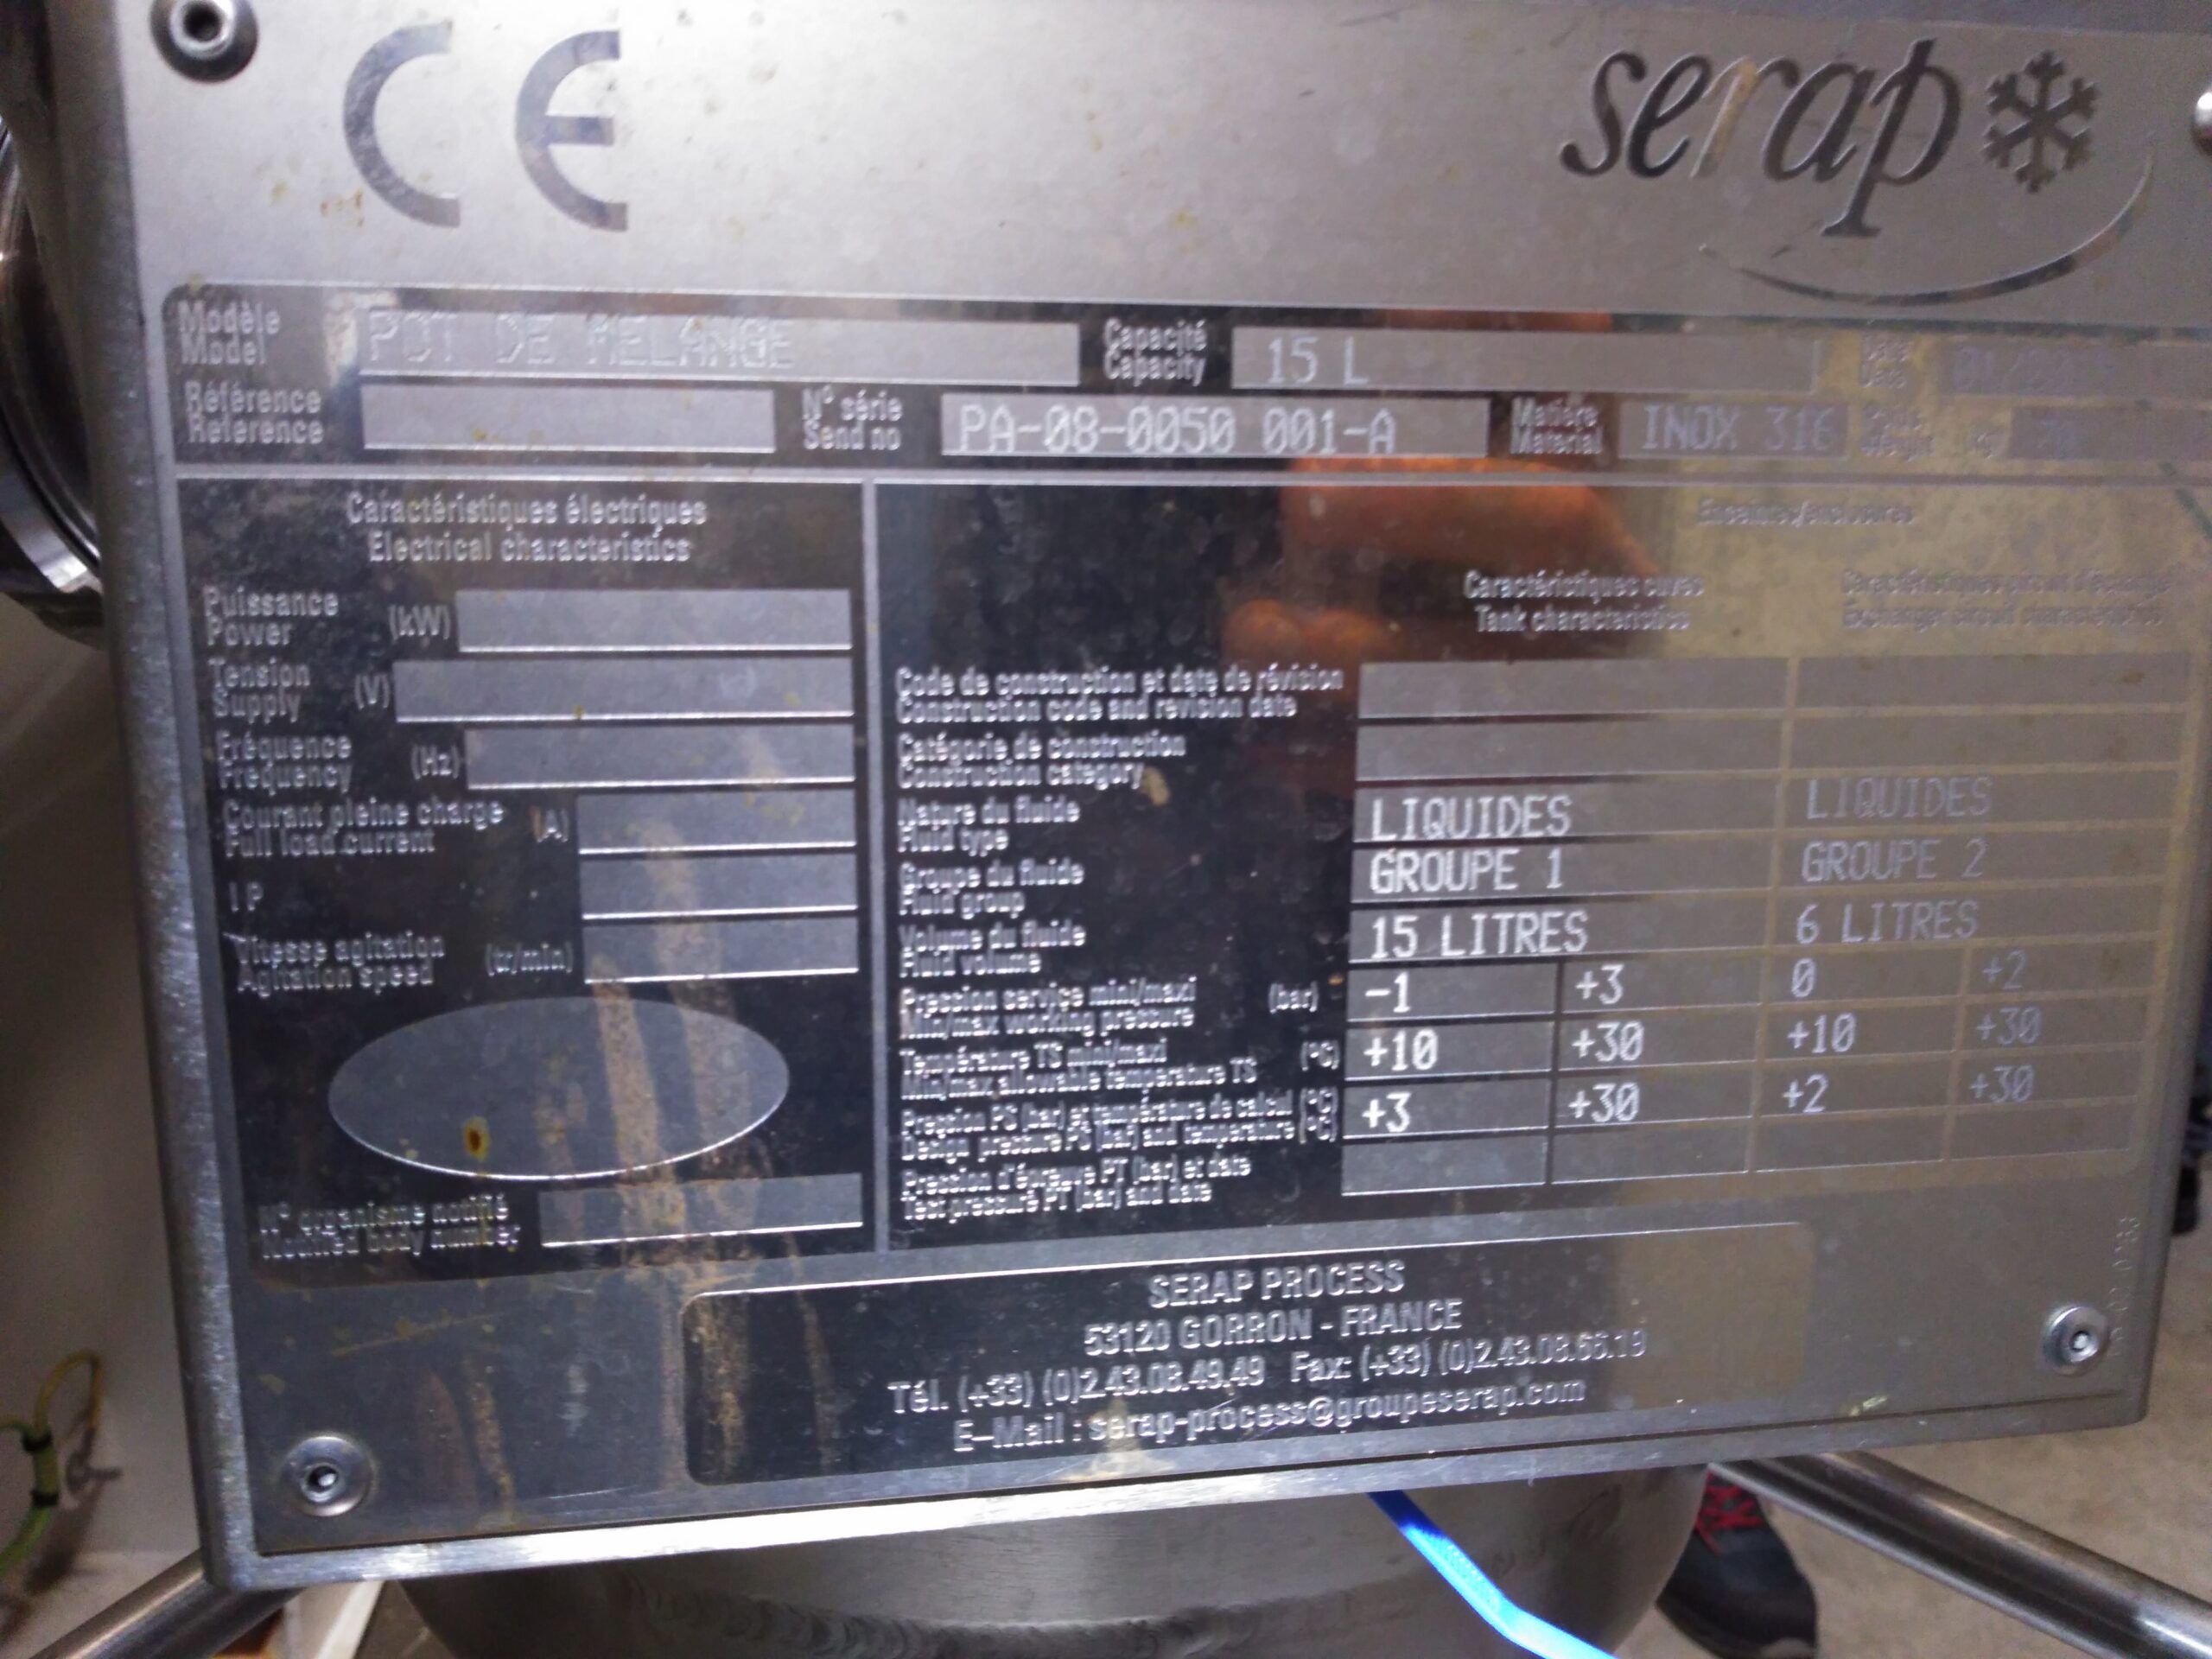 CE
serap
Modèle POT DE MELANGE Capacité 15 L
Model Capacity
Référence N° série PA-08-0050 001-A Matière INOX 316
Reference Send no Material
Caractéristiques électriques
Electrical characteristics
Puissance
Power (kW)
Tension
Supply (V)
Fréquence
Frequency (Hz)
Courant pleine charge
Full load current (A)
I P
Vitesse agitation
Agitation speed (tr/min)
N° organisme notifié
Notified body number
Caractéristiques cuves
Tank characteristics
Exchanger circuit characteristics
Code de construction et date de révision
Construction code and revision date
Catégorie de construction
Construction category
Nature du fluide LIQUIDES LIQUIDES
Fluid type
Groupe du fluide GROUPE 1 GROUPE 2
Fluid group
Volume du fluide 15 LITRES 6 LITRES
Fluid volume
Pression service mini/maxi (bar) -1 +3 0 +2
Min/max working pressure
Température TS mini/maxi (°C) +10 +30 +10 +30
Min/max allowable temperature TS
Pression PS (bar) et température de calcul (°C) +3 +30 +2 +30
Design pressure PS (bar) and temperature (°C)
Pression d'épreuve PT (bar) et date
Test pressure PT (bar) and date
SERAP PROCESS
53120 GORRON - FRANCE
Tél. (+33) (0)2.43.08.49.49 Fax: (+33) (0)2.43.08.66.19
E-Mail : serap-process@groupeserap.com